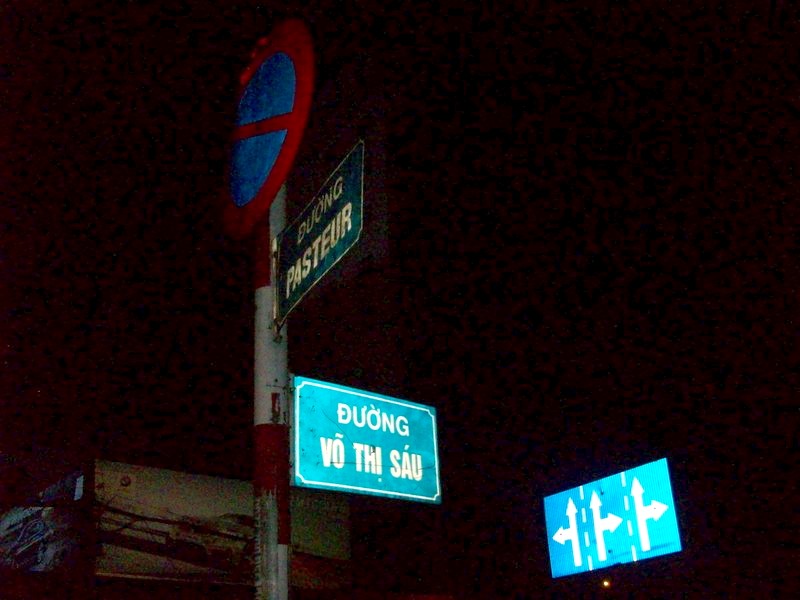 ĐƯỜNG
PASTEUR
ĐƯỜNG
VÕ THỊ SÁU